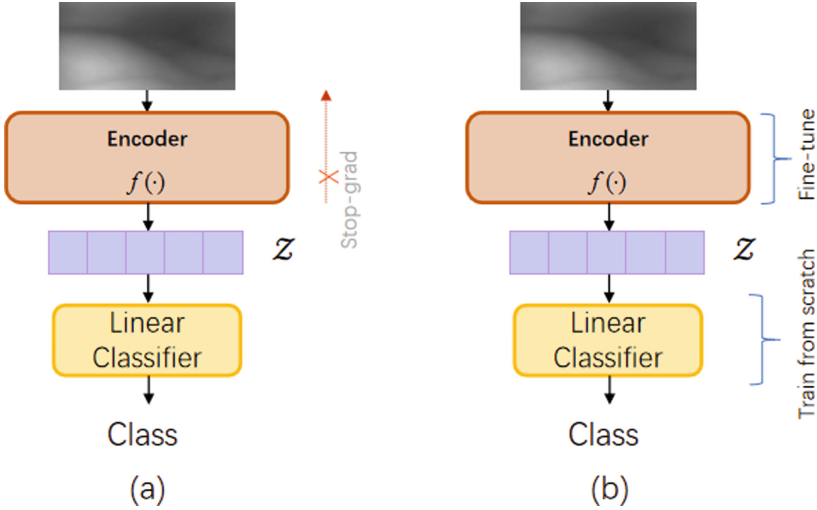 Encoder
f(·)
Stop-grad
z
Linear
Classifier
Class
(a)
Encoder
f(·)
Fine-tune
z
Linear
Classifier
Train from scratch
Class
(b)